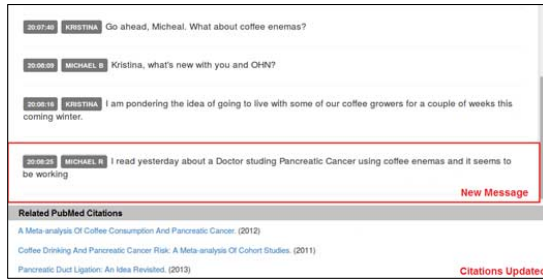 20:07:40 KRISTINA Go ahead, Micheal. What about coffee enemas?
20:08:09 MICHAEL B Kristina, what's new with you and OHN?
20:08:16 KRISTINA I am pondering the idea of going to live with some of our coffee growers for a couple of weeks this
coming winter.
20:08:25 MICHAEL R I read yesterday about a Doctor studing Pancreatic Cancer using coffee enemas and it seems to
be working
New Message
Related PubMed Citations
A Meta-analysis Of Coffee Consumption And Pancreatic Cancer. (2012)
Coffee Drinking And Pancreatic Cancer Risk: A Meta-analysis Of Cohort Studies. (2011)
Pancreatic Duct Ligation: An Idea Revisited. (2013)
Citations Updated